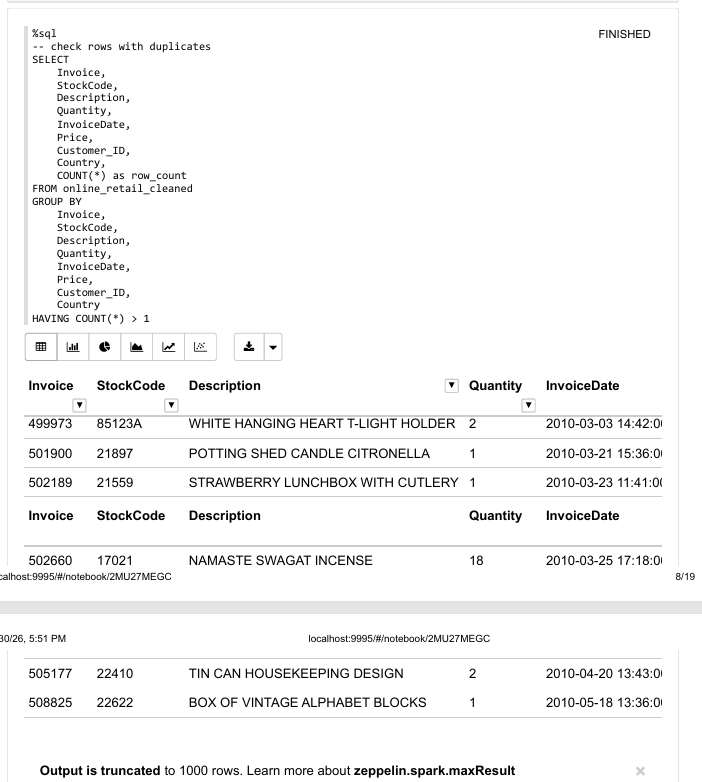 %sql
FINISHED
-- check rows with duplicates
SELECT
Invoice,
StockCode,
Description,
Quantity,
InvoiceDate,
Price,
Customer_ID,
Country,
COUNT(*) as row_count
FROM online_retail_cleaned
GROUP BY
Invoice,
StockCode,
Description,
Quantity,
InvoiceDate,
Price,
Customer_ID,
Country
HAVING COUNT(*) > 1
Invoice StockCode Description Quantity InvoiceDate
499973 85123A WHITE HANGING HEART T-LIGHT HOLDER 2 2010-03-03 14:42:0
501900 21897 POTTING SHED CANDLE CITRONELLA 1 2010-03-21 15:36:0
502189 21559 STRAWBERRY LUNCHBOX WITH CUTLERY 1 2010-03-23 11:41:0
Invoice StockCode Description Quantity InvoiceDate
502660 17021 NAMASTE SWAGAT INCENSE 18 2010-03-25 17:18:0
calhost:9995/#/notebook/2MU27MEGC 8/19
30/26, 5:51 PM localhost:9995/#/notebook/2MU27MEGC
505177 22410 TIN CAN HOUSEKEEPING DESIGN 2 2010-04-20 13:43:0
508825 22622 BOX OF VINTAGE ALPHABET BLOCKS 1 2010-05-18 13:36:0
Output is truncated to 1000 rows. Learn more about zeppelin.spark.maxResult